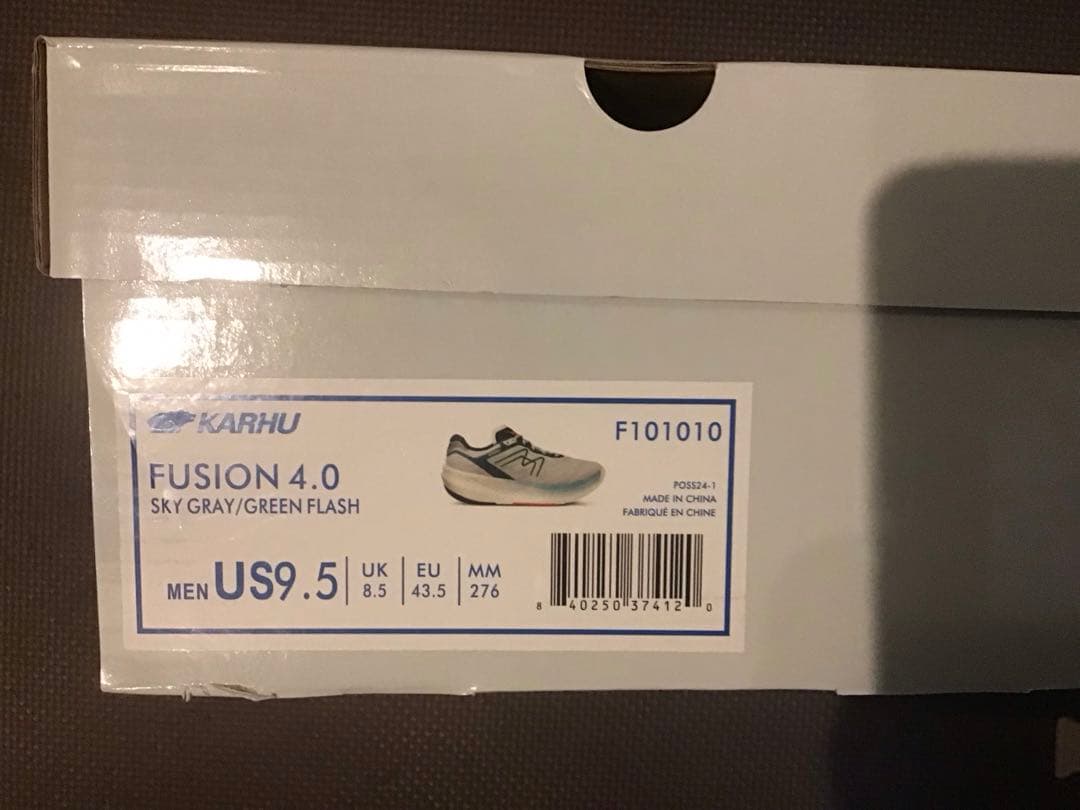 KARHU
F101010
FUSION 4.0
SKY GRAY/GREEN FLASH
POSS24-1
MADE IN CHINA
FABRIQUÉ EN CHINE
MEN US9.5
UK
8.5
EU
43.5
MM
276
8 40250 37412 0